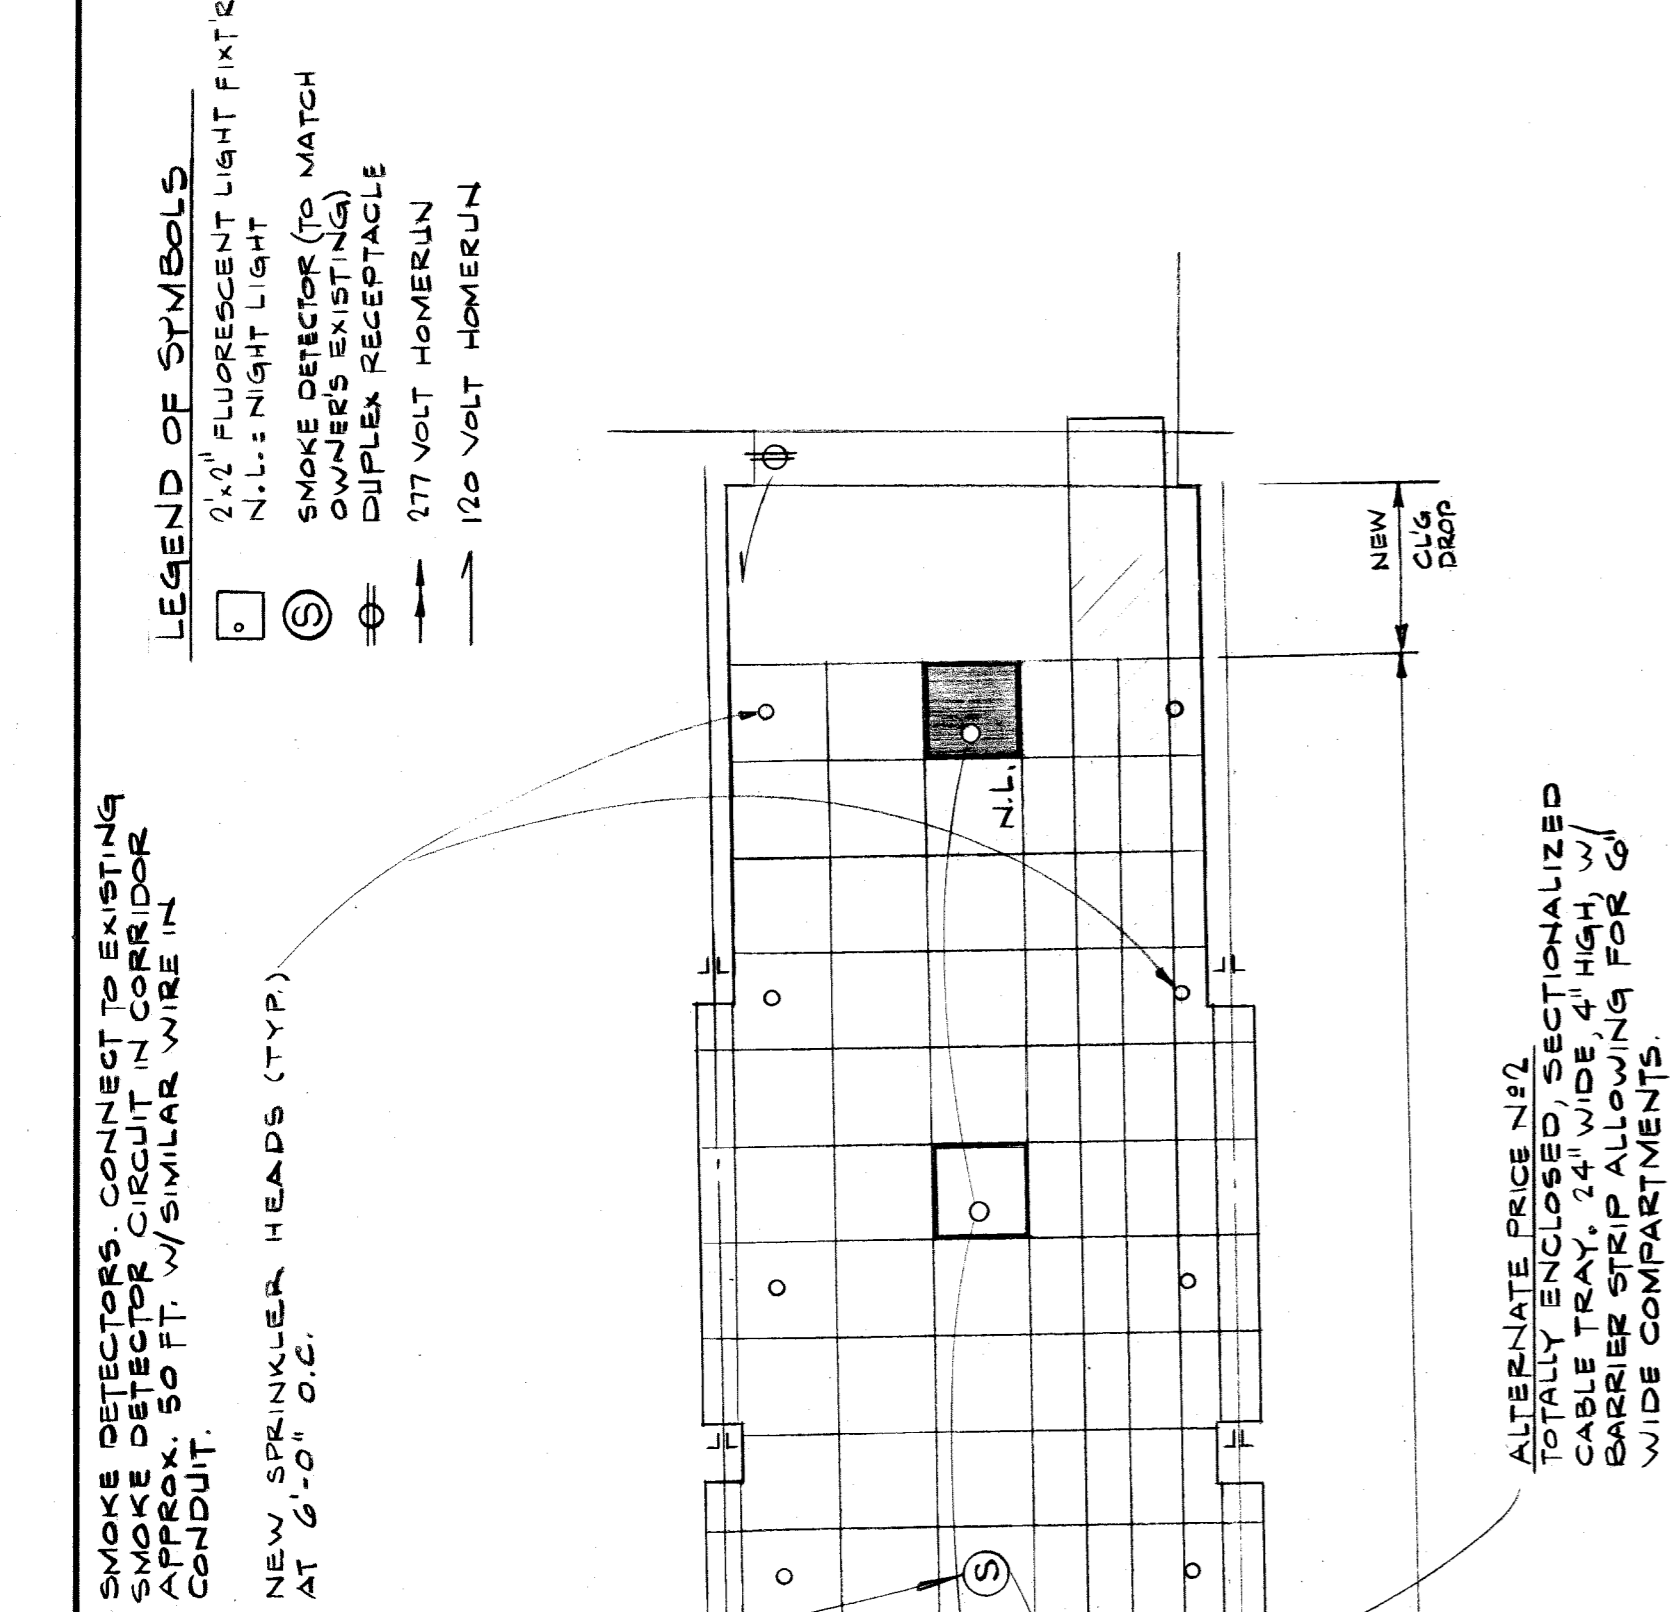 LEGEND OF SYMBOLS
2'x2" FLUORESCENT LIGHT FIXT'R
N.L. = NIGHT LIGHT
S
SMOKE DETECTOR (TO MATCH
OWNER'S EXISTING)
DUPLEX RECEPTACLE
277 VOLT HOMERUN
120 VOLT HOMERUN
SMOKE DETECTORS. CONNECT TO EXISTING
SMOKE DETECTOR CIRCUIT IN CORRIDOR
APPROX. 50 FT. W/SIMILAR WIRE IN
CONDUIT.
NEW SPRINKLER HEADS (TYP.)
AT 6'-0" O.C.
N.L.
S
NEW
CL'G
DROP
ALTERNATE PRICE Nº2
TOTALLY ENCLOSED, SECTIONALIZED
CABLE TRAY. 24" WIDE, 4" HIGH, W/
BARRIER STRIP ALLOWING FOR 6"
WIDE COMPARTMENTS.